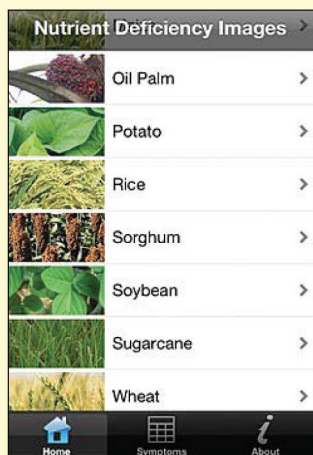 Nutrient Deficiency Images
Oil Palm
Potato
Rice
Sorghum
Soybean
Sugarcane
Wheat
Home
Symptoms
About